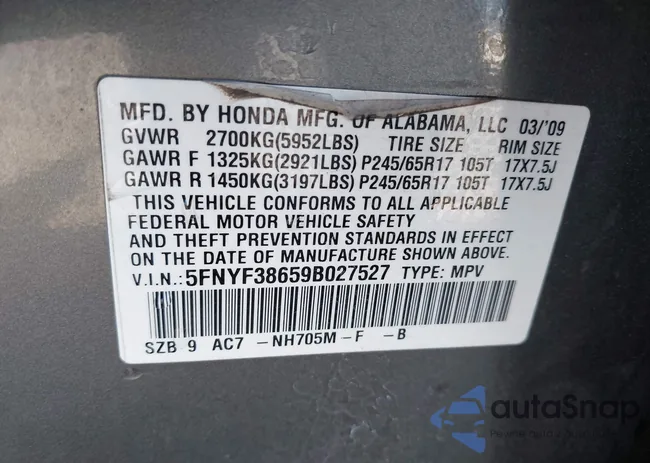 MFD. BY HONDA MFG. OF ALABAMA, LLC 03/'09
GVWR 2700KG(5952LBS) TIRE SIZE RIM SIZE
GAWR F 1325KG(2921LBS) P245/65R17 105T 17X7.5J
GAWR R 1450KG(3197LBS) P245/65R17 105T 17X7.5J
THIS VEHICLE CONFORMS TO ALL APPLICABLE
FEDERAL MOTOR VEHICLE SAFETY
AND THEFT PREVENTION STANDARDS IN EFFECT
ON THE DATE OF MANUFACTURE SHOWN ABOVE.
V.I.N.: 5FNYF38659B027527 TYPE: MPV
SZB 9 AC7 -NH705M-F -B
autoSnap